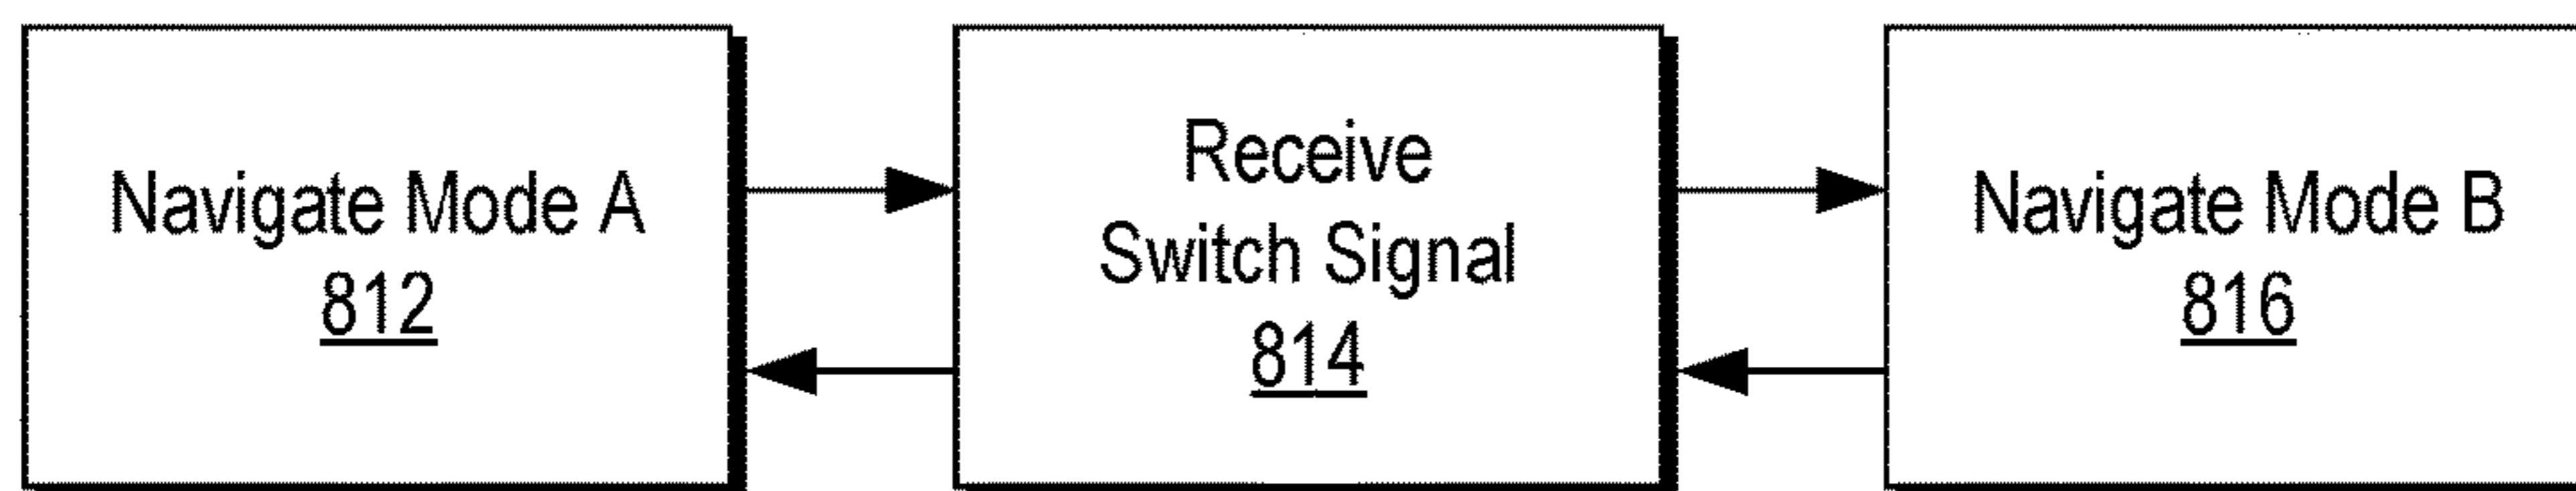 Navigate Mode A
812
Receive
Switch Signal
814
Navigate Mode B
816